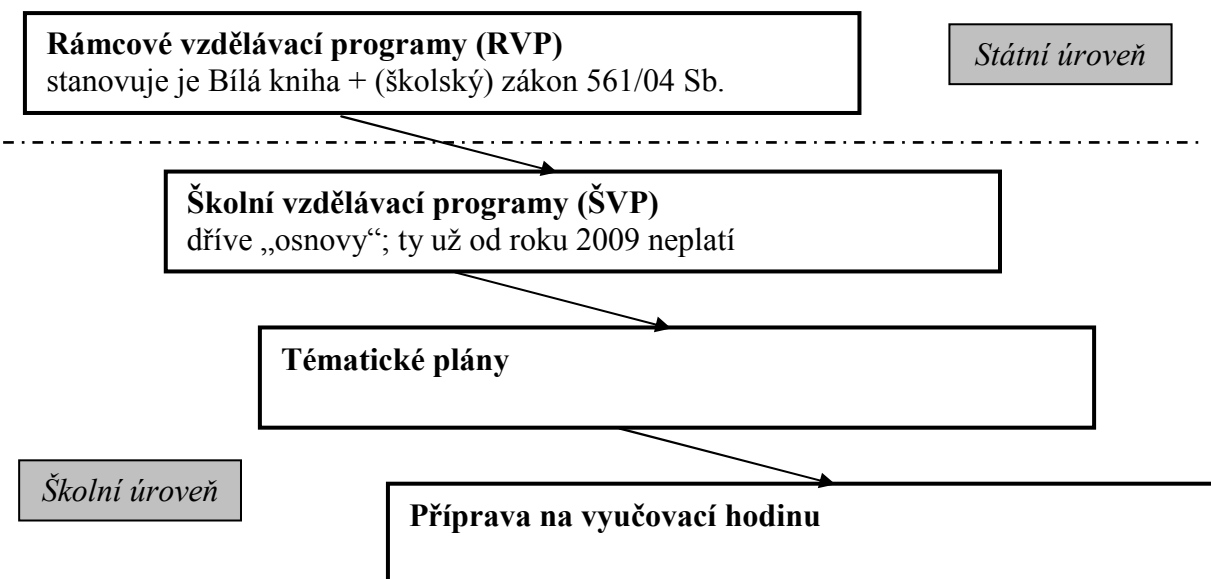 Rámcové vzdělávací programy (RVP)
stanovuje je Bílá kniha + (školský) zákon 561/04 Sb.
Státní úroveň
Školní vzdělávací programy (ŠVP)
dříve „osnovy“; ty už od roku 2009 neplatí
Tématické plány
Školní úroveň
Příprava na vyučovací hodinu